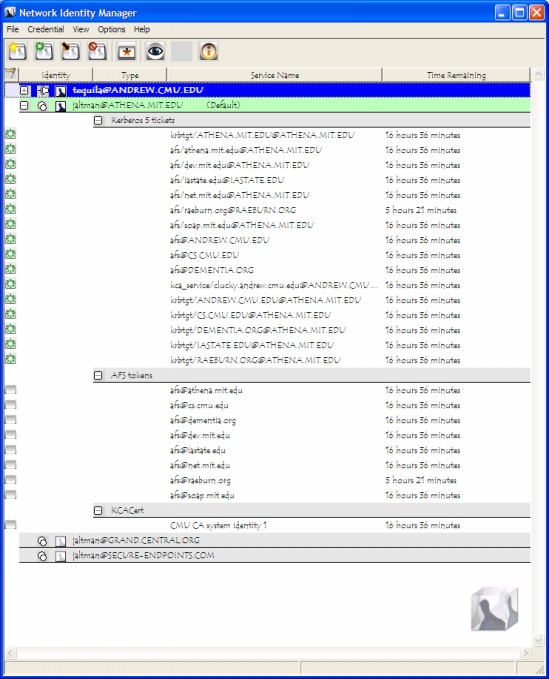 Network Identity Manager
File Credential View Options Help
Identity Type Service Name Time Remaining
tequila@ANDREW.CMU.EDU
jaltman@ATHENA.MIT.EDU (Default)
Kerberos 5 tickets
krbtgt/ATHENA.MIT.EDU@ATHENA.MIT.EDU 16 hours 36 minutes
afs/athena.mit.edu@ATHENA.MIT.EDU 16 hours 36 minutes
afs/dev.mit.edu@ATHENA.MIT.EDU 16 hours 36 minutes
afs/iastate.edu@IASTATE.EDU 16 hours 36 minutes
afs/net.mit.edu@ATHENA.MIT.EDU 16 hours 36 minutes
afs/raeburn.org@RAEBURN.ORG 5 hours 21 minutes
afs/soap.mit.edu@ATHENA.MIT.EDU 16 hours 36 minutes
afs@ANDREW.CMU.EDU 16 hours 36 minutes
afs@CS.CMU.EDU 16 hours 36 minutes
afs@DEMENTIA.ORG 16 hours 36 minutes
kca_service/clucky.andrew.cmu.edu@ANDREW.CMU.... 16 hours 36 minutes
krbtgt/ANDREW.CMU.EDU@ATHENA.MIT.EDU 16 hours 36 minutes
krbtgt/CS.CMU.EDU@ATHENA.MIT.EDU 16 hours 36 minutes
krbtgt/DEMENTIA.ORG@ATHENA.MIT.EDU 16 hours 36 minutes
krbtgt/IASTATE.EDU@ATHENA.MIT.EDU 16 hours 36 minutes
krbtgt/RAEBURN.ORG@ATHENA.MIT.EDU 16 hours 36 minutes
AFS tokens
afs@athena.mit.edu 16 hours 36 minutes
afs@cs.cmu.edu 16 hours 36 minutes
afs@dementia.org 16 hours 36 minutes
afs@dev.mit.edu 16 hours 36 minutes
afs@iastate.edu 16 hours 36 minutes
afs@net.mit.edu 16 hours 36 minutes
afs@raeburn.org 5 hours 21 minutes
afs@soap.mit.edu 16 hours 36 minutes
KCACert
CMU CA system identity 1 16 hours 36 minutes
jaltman@GRAND.CENTRAL.ORG
jaltman@SECURE-ENDPOINTS.COM